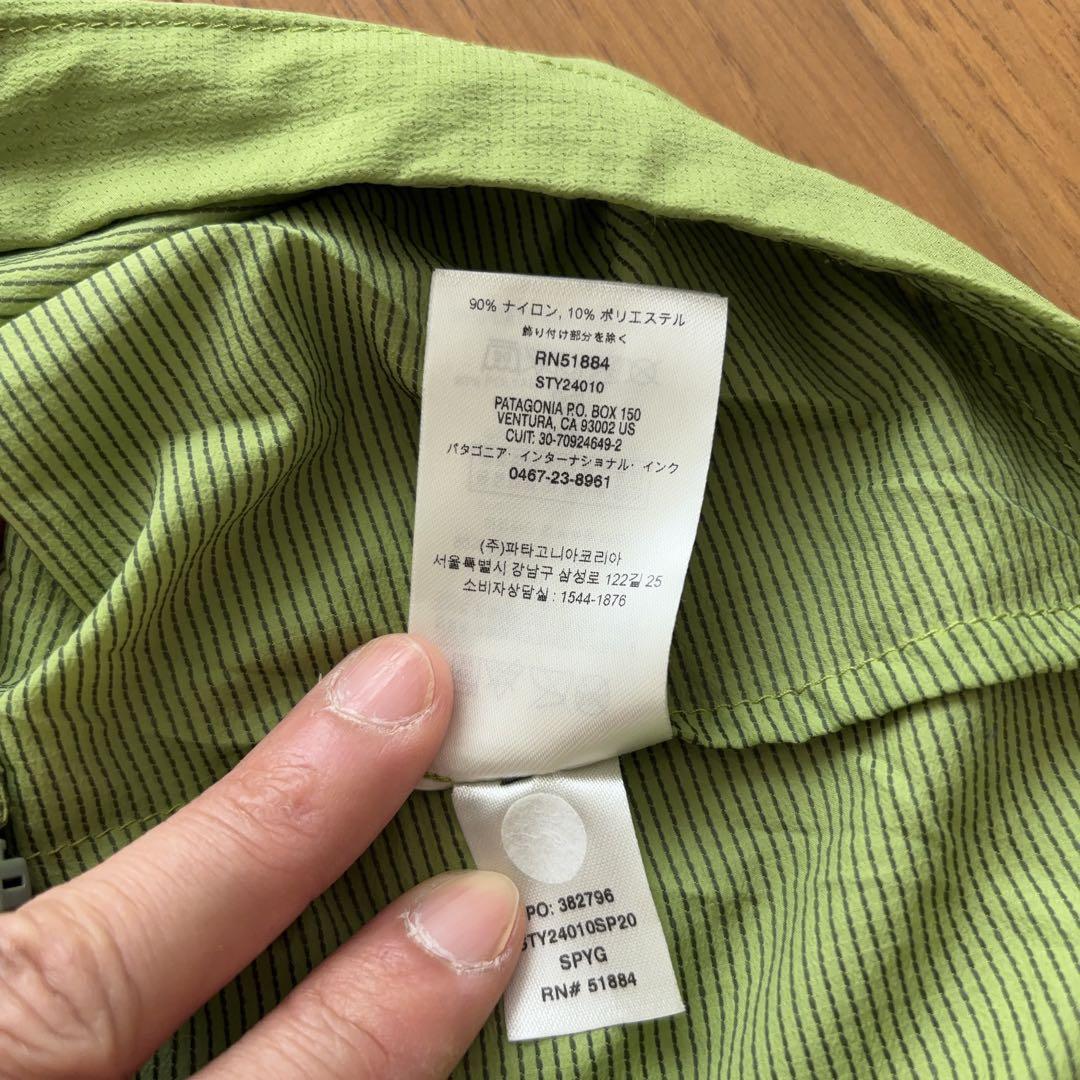 90% ナイロン, 10% ポリエステル
飾り付け部分を除く
RN51884
STY24010
PATAGONIA P.O. BOX 150
VENTURA, CA 93002 US
CUIT: 30-70924649-2
パタゴニア・インターナショナル・インク
0467-23-8961
(주)파타고니아코리아
서울특별시 강남구 삼성로 122길 25
소비자상담실 : 1544-1876
PO: 382796
STY24010SP20
SPYG
RN# 51884